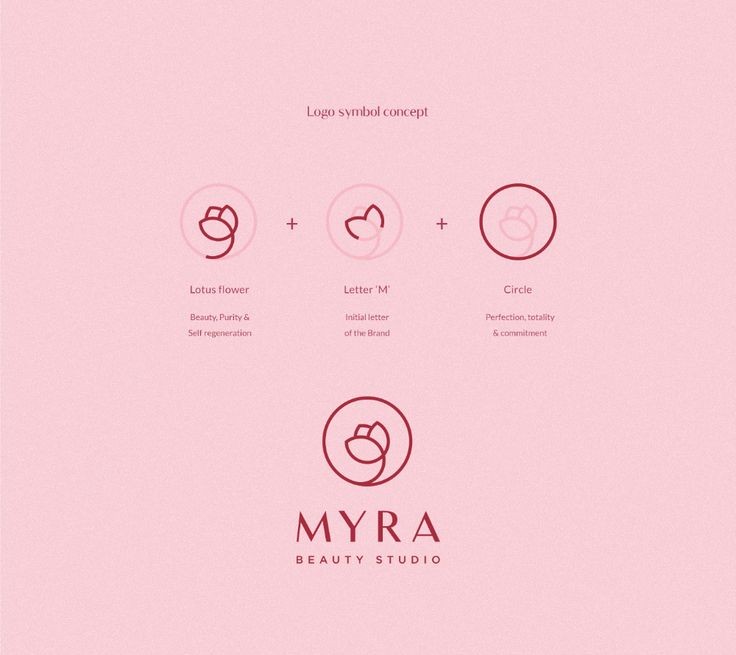 Logo symbol concept
+ +
Lotus flower
Beauty, Purity &
Self regeneration
Letter ‘M’
Initial letter
of the Brand
Circle
Perfection, totality
& commitment
MYRA
BEAUTY STUDIO